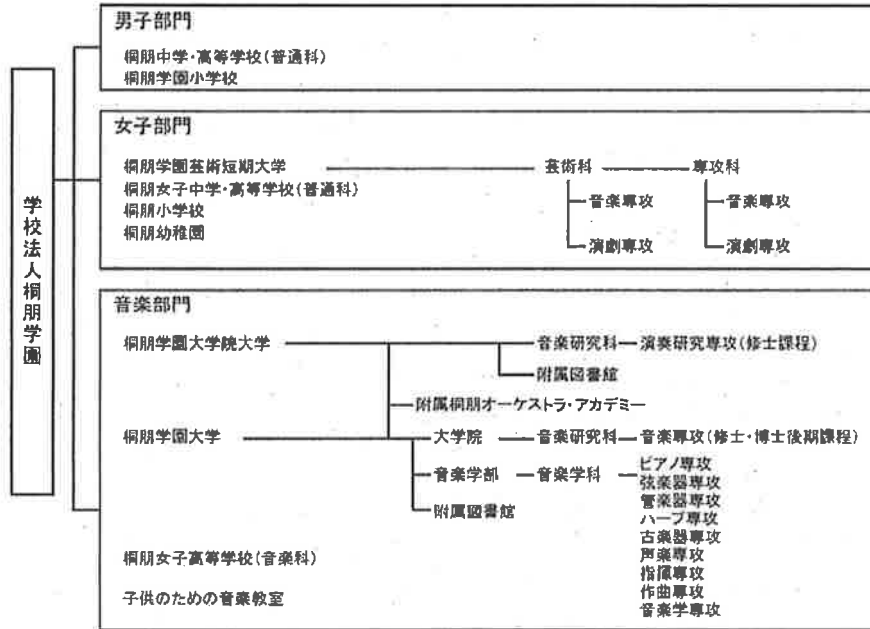 学校法人桐朋学園
男子部門
桐朋中学・高等学校(普通科)
桐朋学園小学校
女子部門
桐朋学園芸術短期大学 芸術科 専攻科
桐朋女子中学・高等学校(普通科)
音楽専攻 音楽専攻
桐朋小学校
桐朋幼稚園
演劇専攻 演劇専攻
音楽部門
桐朋学園大学院大学 音楽研究科 演奏研究専攻(修士課程)
附属図書館
附属桐朋オーケストラ・アカデミー
桐朋学園大学 大学院 音楽研究科 音楽専攻(修士・博士後期課程)
音楽学部 音楽学科 ピアノ専攻
弦楽器専攻
管楽器専攻
附属図書館
ハープ専攻
古楽器専攻
桐朋女子高等学校(音楽科)
声楽専攻
指揮専攻
子供のための音楽教室
作曲専攻
音楽学専攻